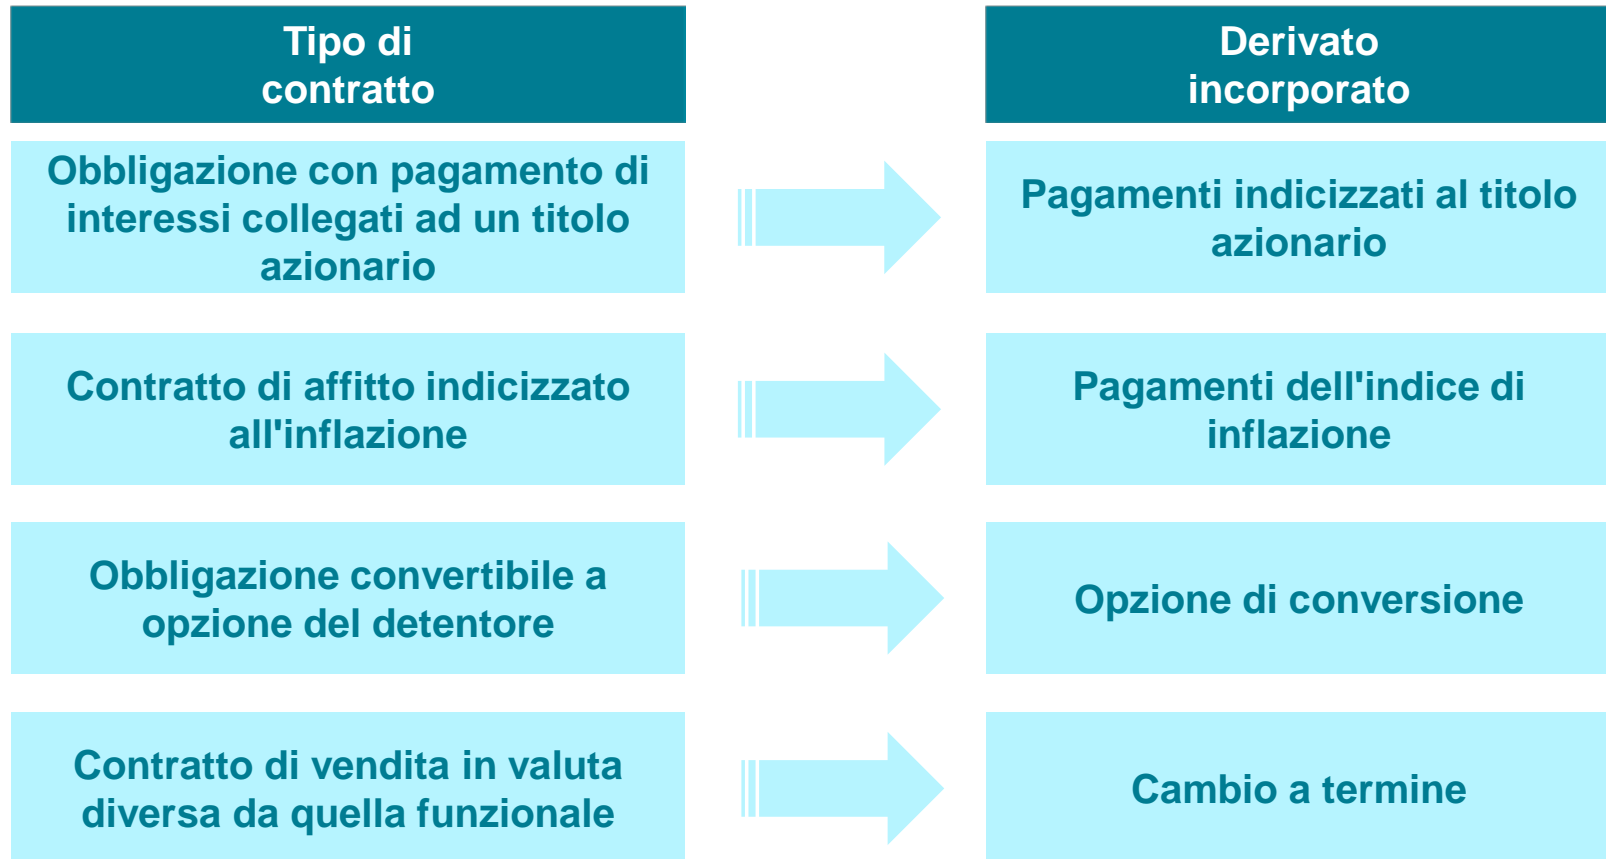 Tipo di
contratto
Derivato
incorporato
Obbligazione con pagamento di
interessi collegati ad un titolo
azionario
Pagamenti indicizzati al titolo
azionario
Contratto di affitto indicizzato
all'inflazione
Pagamenti dell'indice di
inflazione
Obbligazione convertibile a
opzione del detentore
Opzione di conversione
Contratto di vendita in valuta
diversa da quella funzionale
Cambio a termine